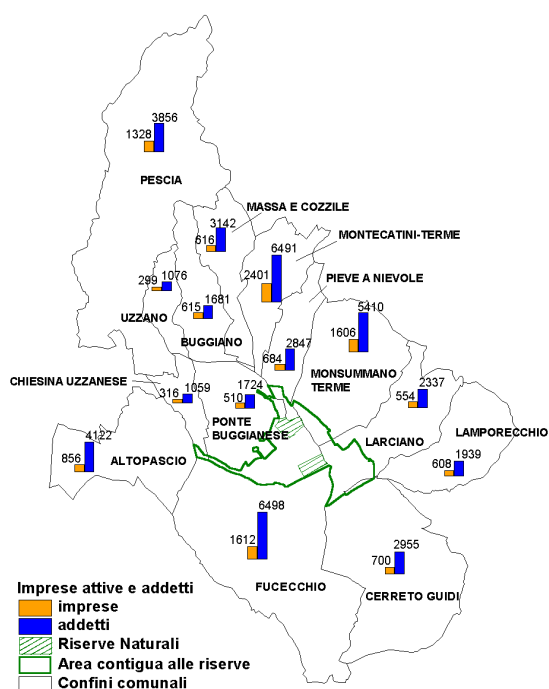 3856
1328
PESCIA
MASSA E COZZILE
3142
616
MONTECATINI-TERME
6491
2401
PIEVE A NIEVOLE
299
1076
UZZANO
615
1681
BUGGIANO
5410
1606
MONSUMMANO
TERME
684
2847
CHIESINA UZZANESE
316
1059
1724
510
PONTE
BUGGIANESE
2337
554
LARCIANO
LAMPORECCHIO
1939
608
4122
856
ALTOPASCIO
6498
1612
FUCECCHIO
2955
700
CERRETO GUIDI
Imprese attive e addetti
imprese
addetti
Riserve Naturali
Area contigua alle riserve
Confini comunali